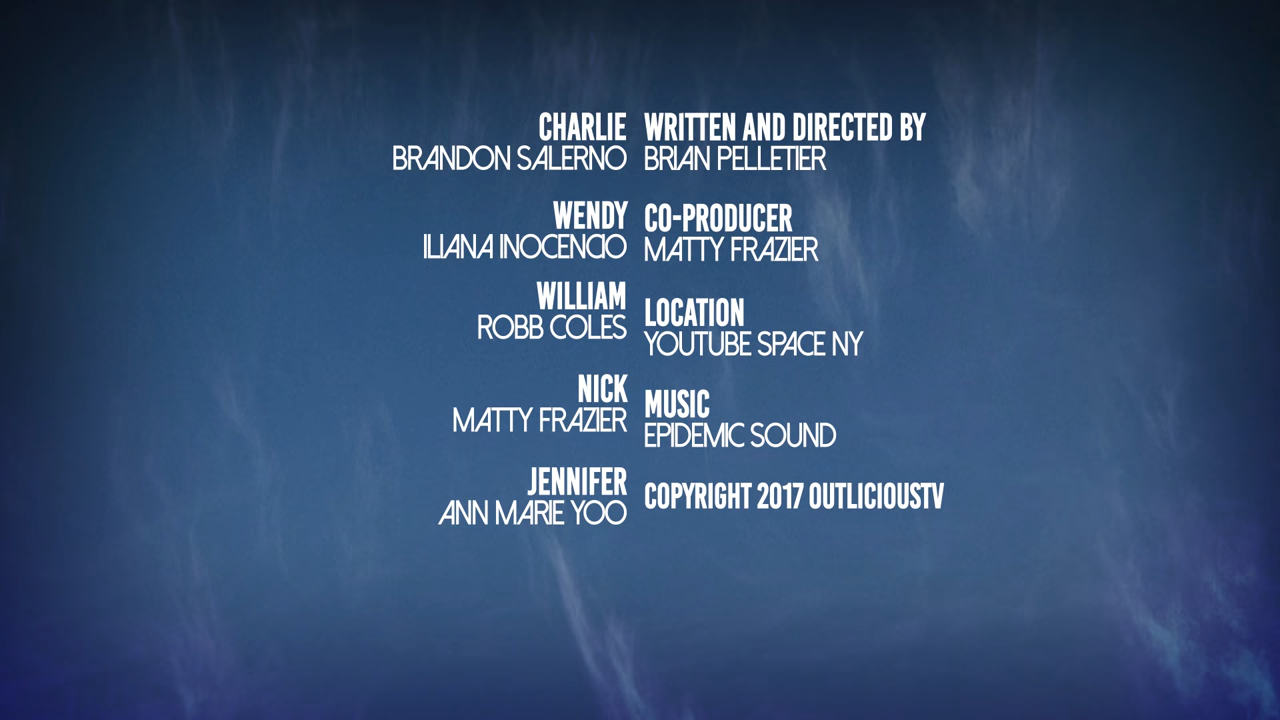 CHARLIE
BRANDON SALERNO
WENDY
ILIANA INOCENCIO
WILLIAM
ROBB COLES
NICK
MATTY FRAZIER
JENNIFER
ANN MARIE YOO
WRITTEN AND DIRECTED BY
BRIAN PELLETIER
CO-PRODUCER
MATTY FRAZIER
LOCATION
YOUTUBE SPACE NY
MUSIC
EPIDEMIC SOUND
COPYRIGHT 2017 OUTLICIOUSTV